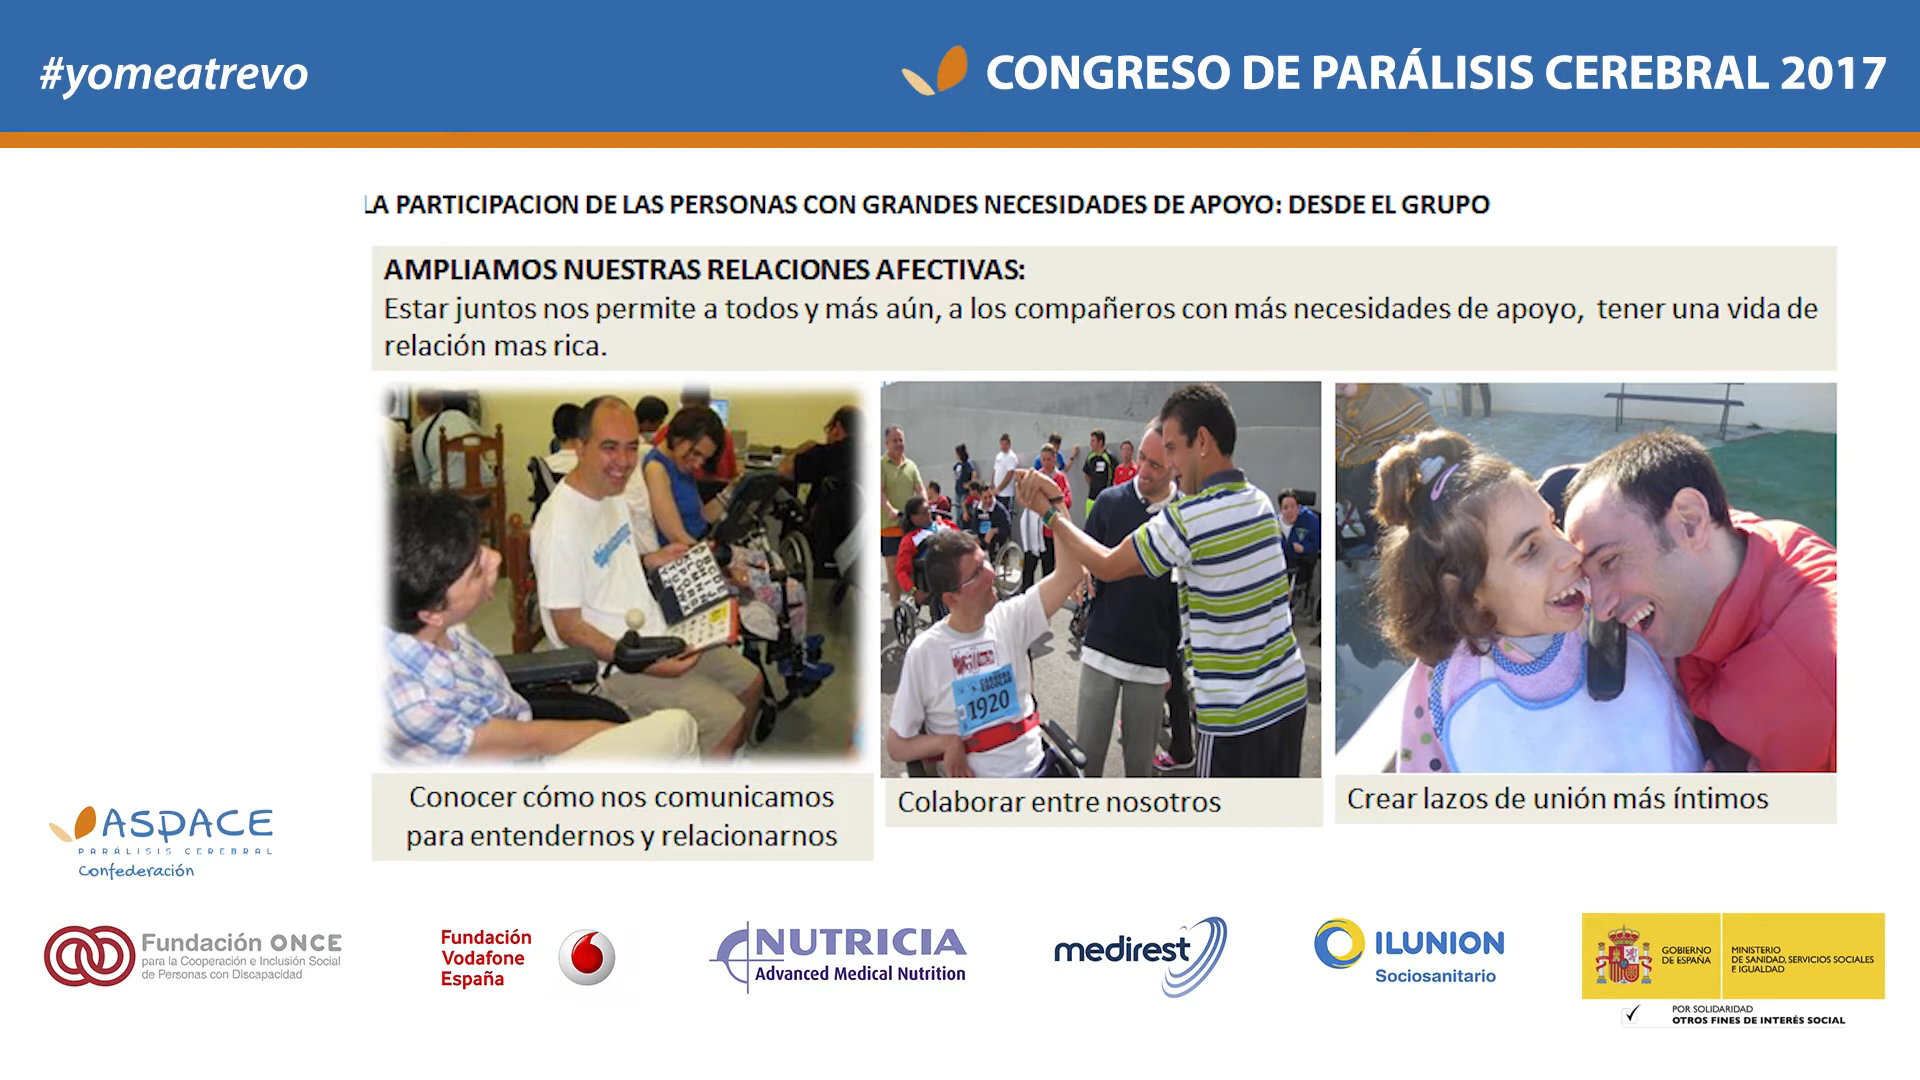 #yomeatrevo
CONGRESO DE PARÁLISIS CEREBRAL 2017
LA PARTICIPACION DE LAS PERSONAS CON GRANDES NECESIDADES DE APOYO: DESDE EL GRUPO
AMPLIAMOS NUESTRAS RELACIONES AFECTIVAS:
Estar juntos nos permite a todos y más aún, a los compañeros con más necesidades de apoyo, tener una vida de
relación mas rica.
CARRERA
ESCOLAR
1920
Conocer cómo nos comunicamos
para entendernos y relacionarnos
Colaborar entre nosotros
Crear lazos de unión más íntimos
ASPACE
PARÁLISIS CEREBRAL
Confederación
Fundación ONCE
para la Cooperación e Inclusión Social
de Personas con Discapacidad
Fundación
Vodafone
España
NUTRICIA
Advanced Medical Nutrition
medirest
ILUNION
Sociosanitario
GOBIERNO
DE ESPAÑA
MINISTERIO
DE SANIDAD, SERVICIOS SOCIALES
E IGUALDAD
POR SOLIDARIDAD
OTROS FINES DE INTERÉS SOCIAL